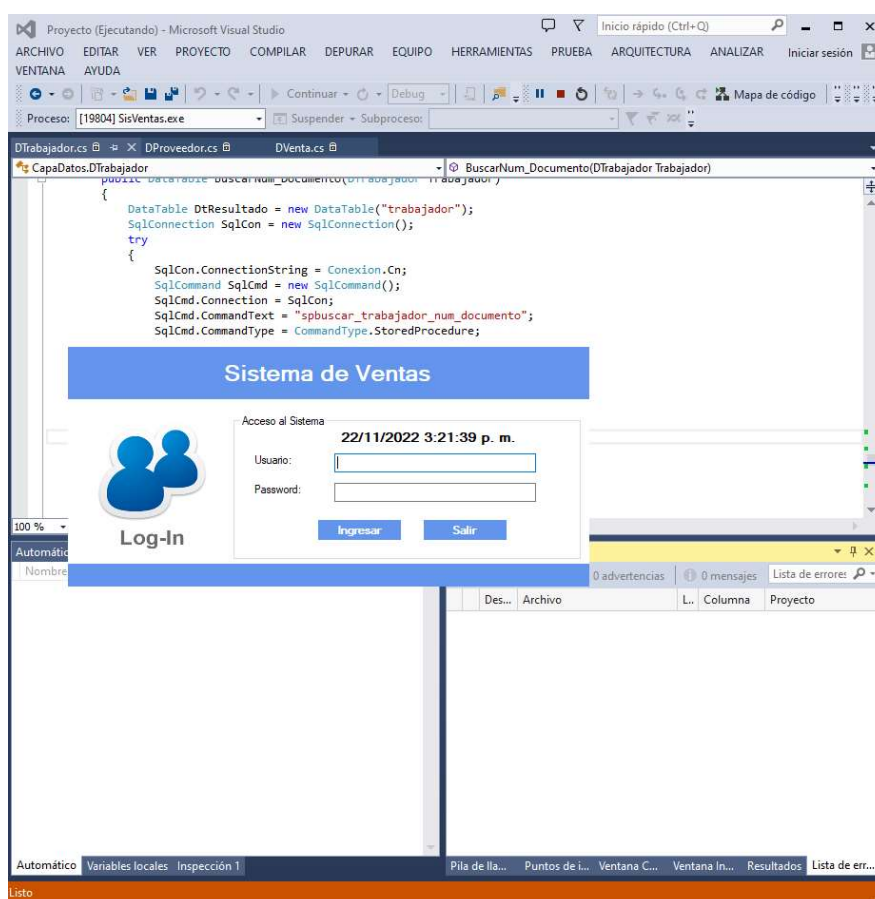 Proyecto (Ejecutando) - Microsoft Visual Studio
Inicio rápido (Ctrl+Q)
ARCHIVO EDITAR VER PROYECTO COMPILAR DEPURAR EQUIPO HERRAMIENTAS PRUEBA ARQUITECTURA ANALIZAR Iniciar sesión
VENTANA AYUDA
Continuar Debug Mapa de código
Proceso: [19804] SisVentas.exe Suspender Subproceso:
DTrabajador.cs DProveedor.cs DVenta.cs
CapaDatos.DTrabajador BuscarNum_Documento(DTrabajador Trabajador)
public DataTable BuscarNum_Documento(DTrabajador Trabajador)
{
DataTable DtResultado = new DataTable("trabajador");
SqlConnection SqlCon = new SqlConnection();
try
{
SqlCon.ConnectionString = Conexion.Cn;
SqlCommand SqlCmd = new SqlCommand();
SqlCmd.Connection = SqlCon;
SqlCmd.CommandText = "spbuscar_trabajador_num_documento";
SqlCmd.CommandType = CommandType.StoredProcedure;
Sistema de Ventas
Acceso al Sistema
22/11/2022 3:21:39 p. m.
Usuario:
Password:
Ingresar Salir
Log-In
100 %
Automátic
Nombre
0 advertencias 0 mensajes Lista de errore:
Des... Archivo L.. Columna Proyecto
Automático Variables locales Inspección 1
Pila de lla... Puntos de i... Ventana C... Ventana In... Resultados Lista de err...
Listo